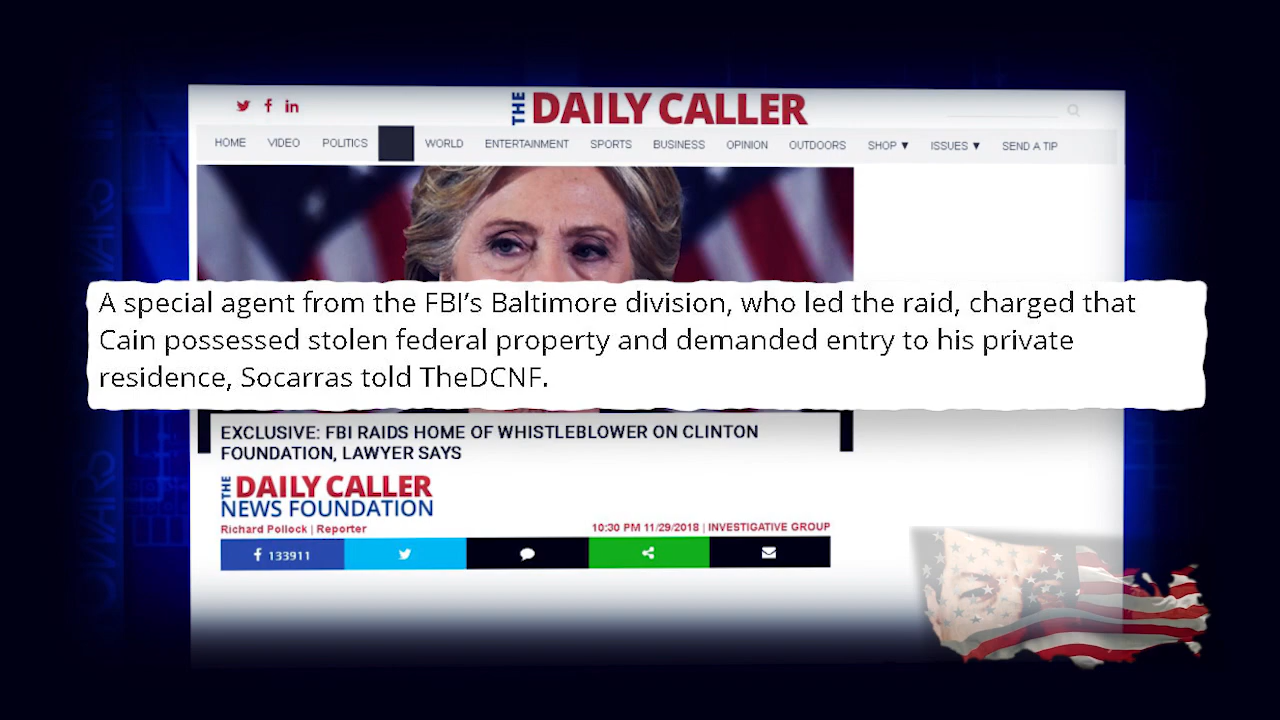 THE DAILY CALLER
HOME VIDEO POLITICS WORLD ENTERTAINMENT SPORTS BUSINESS OPINION OUTDOORS SHOP ▼ ISSUES ▼ SEND A TIP
A special agent from the FBI’s Baltimore division, who led the raid, charged that
Cain possessed stolen federal property and demanded entry to his private
residence, Socarras told TheDCNF.
EXCLUSIVE: FBI RAIDS HOME OF WHISTLEBLOWER ON CLINTON
FOUNDATION, LAWYER SAYS
THE DAILY CALLER
NEWS FOUNDATION
Richard Pollock | Reporter
10:30 PM 11/29/2018 | INVESTIGATIVE GROUP
133911